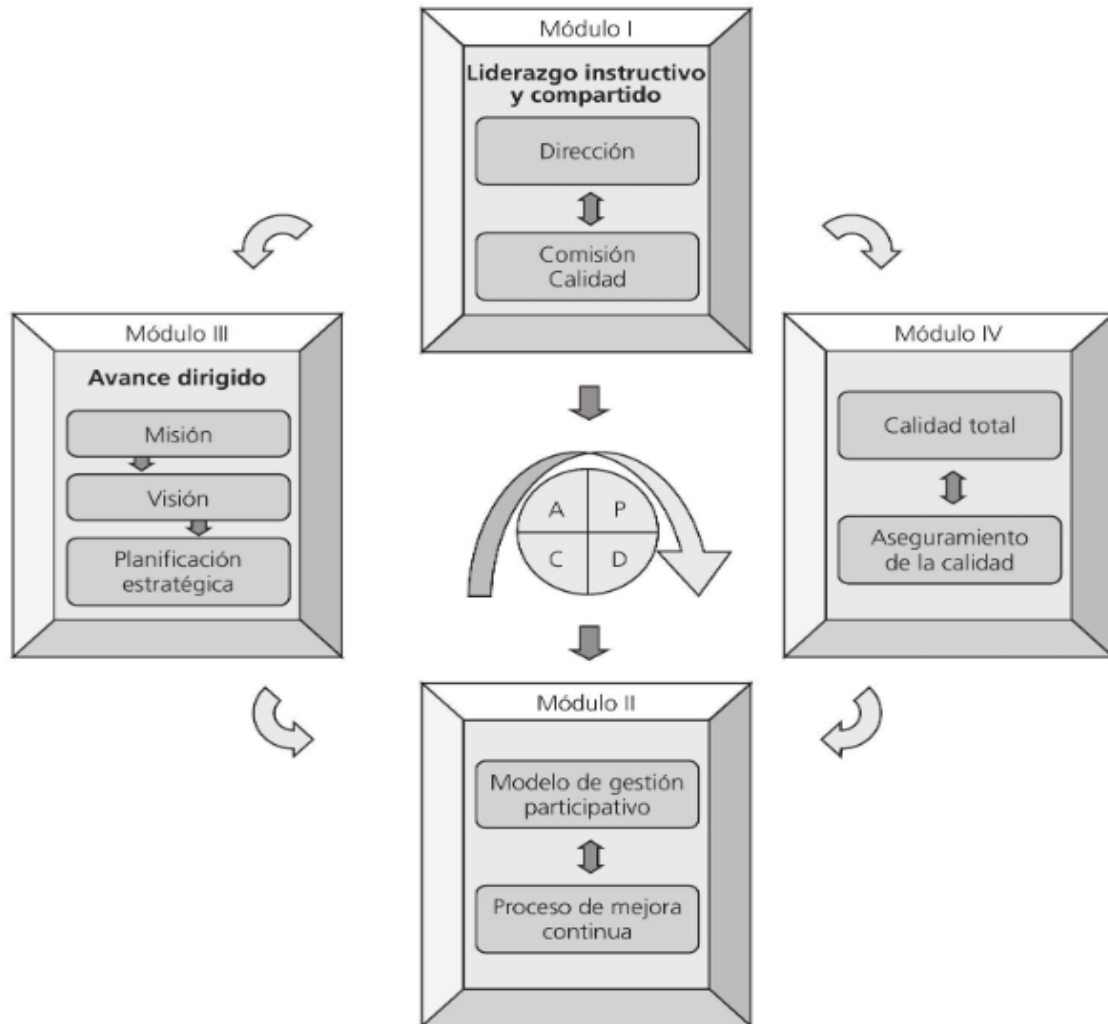 Módulo I
Liderazgo instructivo
y compartido
Dirección
Comisión
Calidad
Módulo III
Avance dirigido
Misión
Visión
Planificación
estratégica
A P
C D
Módulo IV
Calidad total
Aseguramiento
de la calidad
Módulo II
Modelo de gestión
participativo
Proceso de mejora
continua